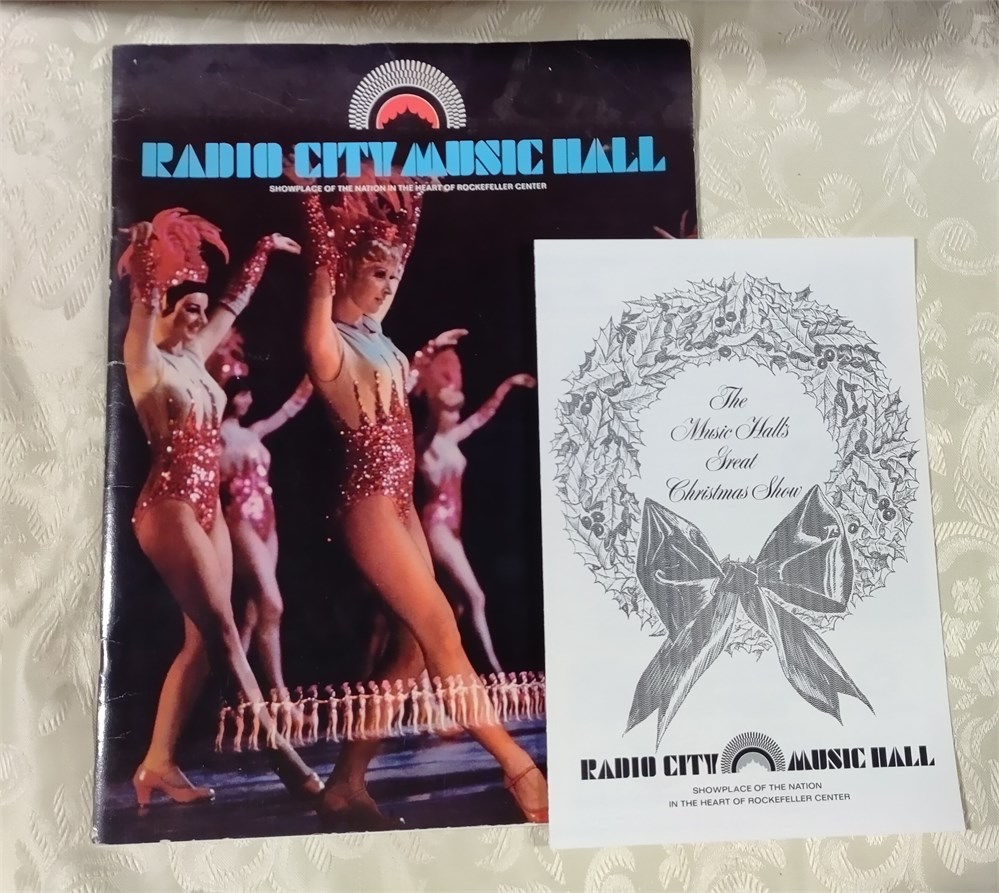 RADIO CITY MUSIC HALL
SHOWPLACE OF THE NATION IN THE HEART OF ROCKEFELLER CENTER
The
Music Hall's
Great
Christmas Show
RADIO CITY MUSIC HALL
SHOWPLACE OF THE NATION
IN THE HEART OF ROCKEFELLER CENTER